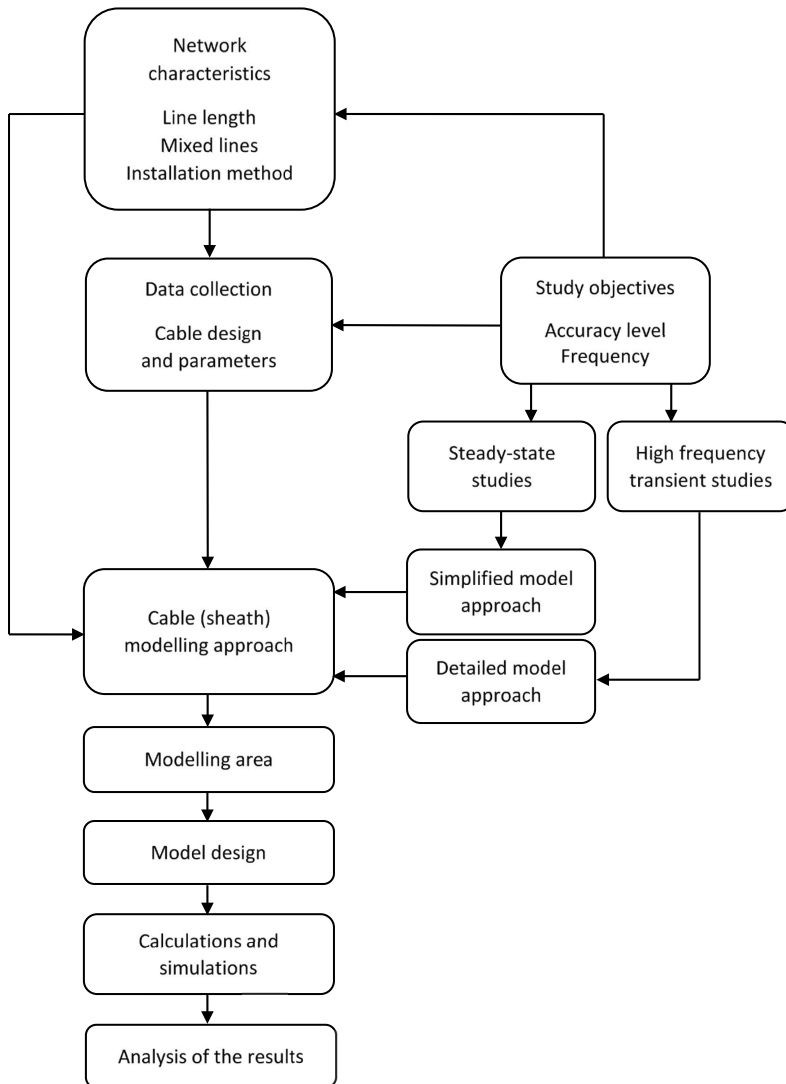 Network
characteristics
Line length
Mixed lines
Installation method
Data collection
Cable design
and parameters
Study objectives
Accuracy level
Frequency
Steady-state
studies
High frequency
transient studies
Simplified model
approach
Cable (sheath)
modelling approach
Detailed model
approach
Modelling area
Model design
Calculations and
simulations
Analysis of the results